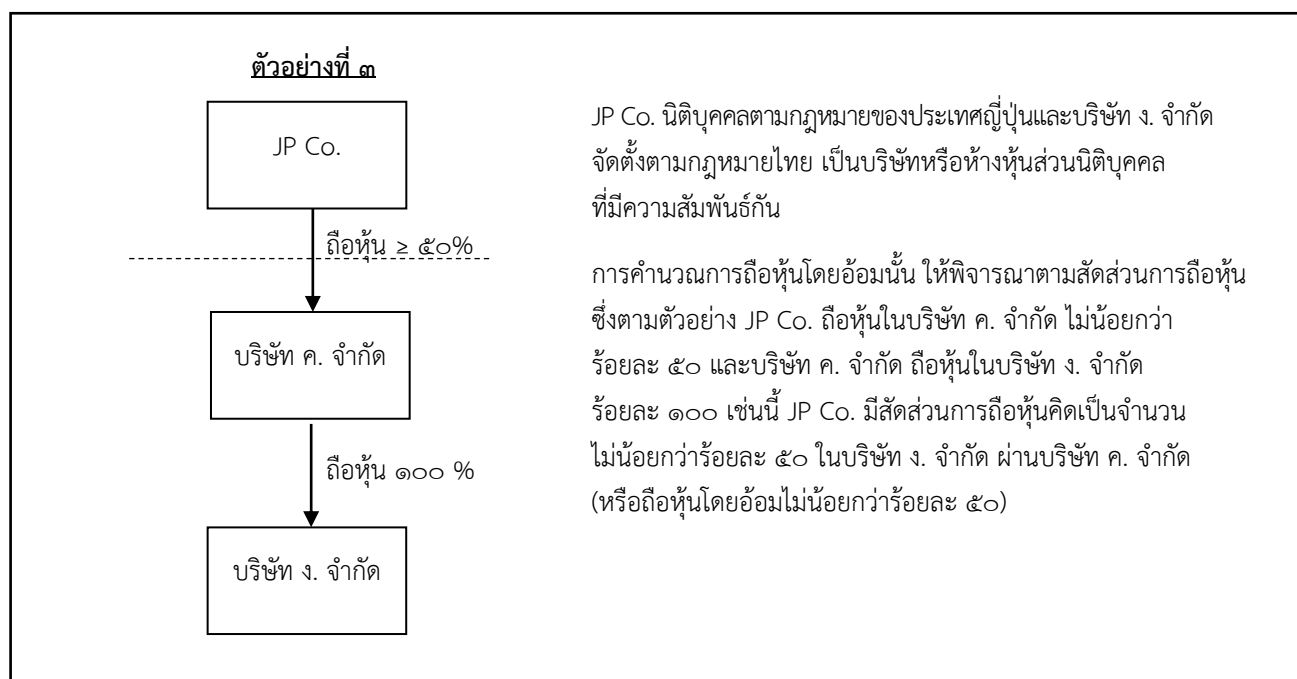 ตัวอย่างที่ ๓
JP Co.
ถือหุ้น ≥ ๕๐%
บริษัท ค. จำกัด
ถือหุ้น ๑๐๐ %
บริษัท ง. จำกัด
JP Co. นิติบุคคลตามกฎหมายของประเทศญี่ปุ่นและบริษัท ง. จำกัด
จัดตั้งตามกฎหมายไทย เป็นบริษัทหรือห้างหุ้นส่วนนิติบุคคล
ที่มีความสัมพันธ์กัน
การคำนวณการถือหุ้นโดยอ้อมนั้น ให้พิจารณาตามสัดส่วนการถือหุ้น
ซึ่งตามตัวอย่าง JP Co. ถือหุ้นในบริษัท ค. จำกัด ไม่น้อยกว่า
ร้อยละ ๕๐ และบริษัท ค. จำกัด ถือหุ้นในบริษัท ง. จำกัด
ร้อยละ ๑๐๐ เช่นนี้ JP Co. มีสัดส่วนการถือหุ้นคิดเป็นจำนวน
ไม่น้อยกว่าร้อยละ ๕๐ ในบริษัท ง. จำกัด ผ่านบริษัท ค. จำกัด
(หรือถือหุ้นโดยอ้อมไม่น้อยกว่าร้อยละ ๕๐)